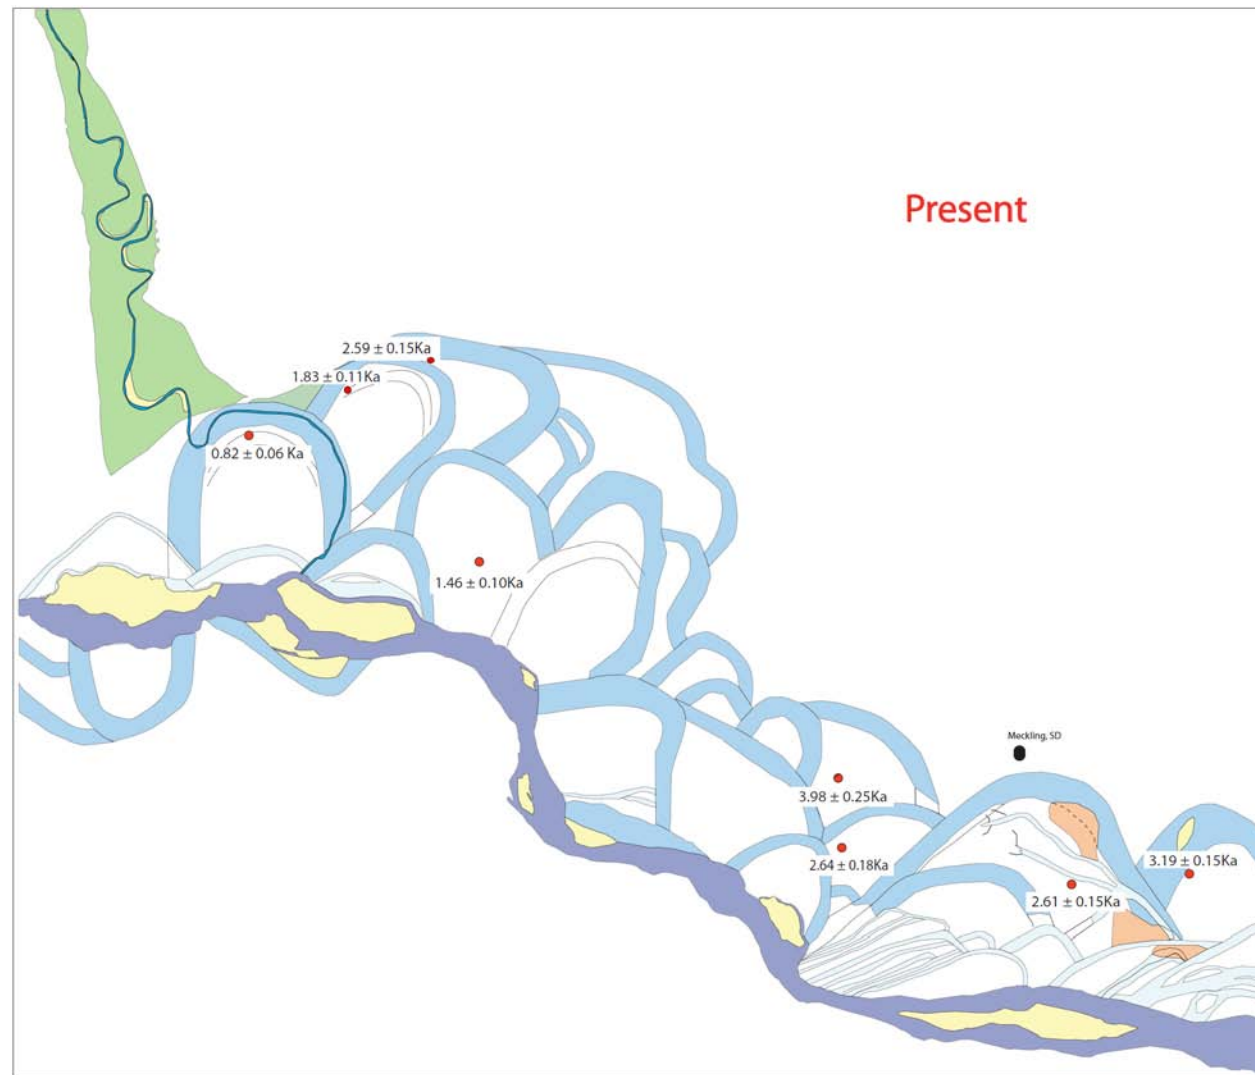 Present
2.59 ± 0.15Ka
1.83 ± 0.11Ka
0.82 ± 0.06 Ka
1.46 ± 0.10Ka
Meckling, SD
3.98 ± 0.25Ka
2.64 ± 0.18Ka
3.19 ± 0.15Ka
2.61 ± 0.15Ka